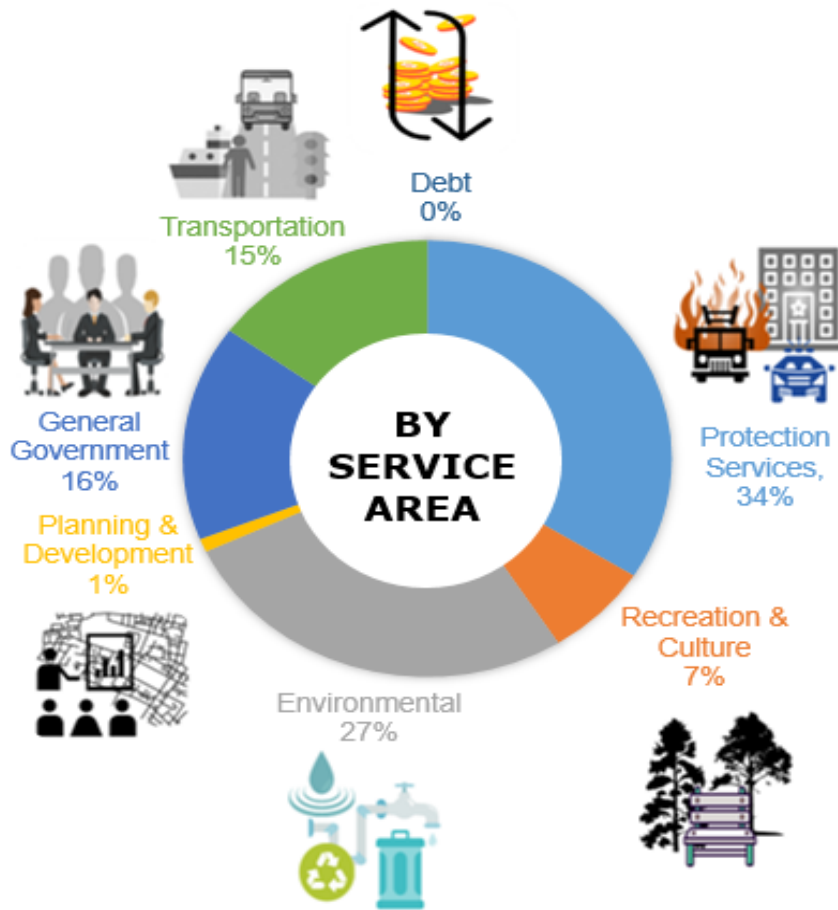 Debt
0%
Transportation
15%
General
Government
16%
Protection
Services,
34%
BY
SERVICE
AREA
Planning &
Development
1%
Recreation &
Culture
7%
Environmental
27%